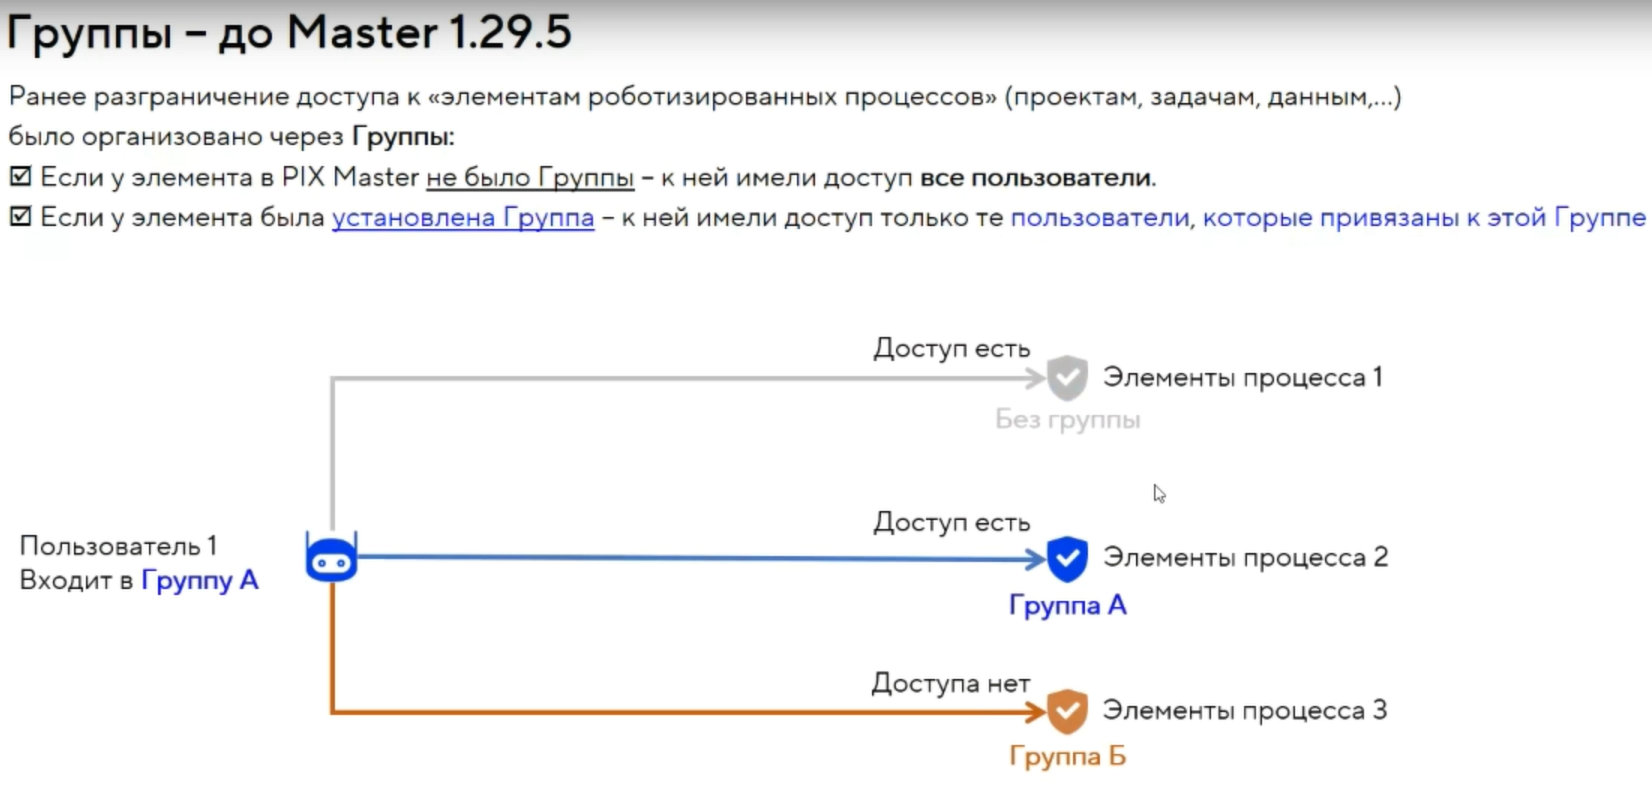 Группы – до Master 1.29.5
Ранее разграничение доступа к «элементам роботизированных процессов» (проектам, задачам, данным,...)
было организовано через Группы:
☑ Если у элемента в PIX Master не было Группы – к ней имели доступ все пользователи.
☑ Если у элемента была установлена Группа – к ней имели доступ только те пользователи, которые привязаны к этой Группе
Доступ есть
Элементы процесса 1
Без группы
Доступ есть
Пользователь 1
Входит в Группу А
Элементы процесса 2
Группа А
Доступа нет
Элементы процесса 3
Группа Б